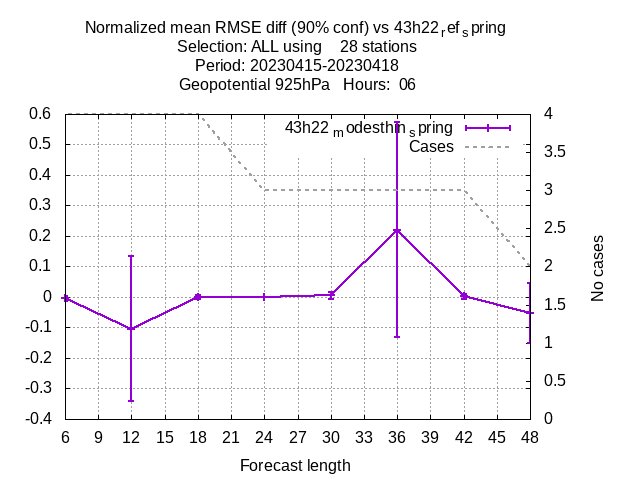 Normalized mean RMSE diff (90% conf) vs 43h22refspring
Selection: ALL using 28 stations
Period: 20230415-20230418
Geopotential 925hPa Hours: 06
43h22modesthinspring
Cases
0.6
0.5
0.4
0.3
0.2
0.1
0
-0.1
-0.2
-0.3
-0.4
4
3.5
3
2.5
2
1.5
1
0.5
0
No cases
6 9 12 15 18 21 24 27 30 33 36 39 42 45 48
Forecast length